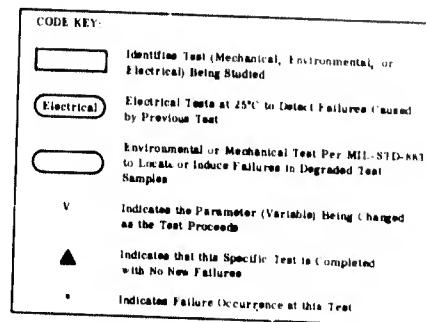 CODE KEY:
Identifies Test (Mechanical, Environmental, or
Electrical) Being Studied
Electrical
Electrical Tests at 25°C to Detect Failures Caused
by Previous Test
Environmental or Mechanical Test Per MIL-STD-883
to Locate or Induce Failures in Degraded Test
Samples
V
Indicates the Parameter (Variable) Being Changed
as the Test Proceeds
▲
Indicates that this Specific Test is Completed
with No New Failures
•
Indicates Failure Occurrence at this Test